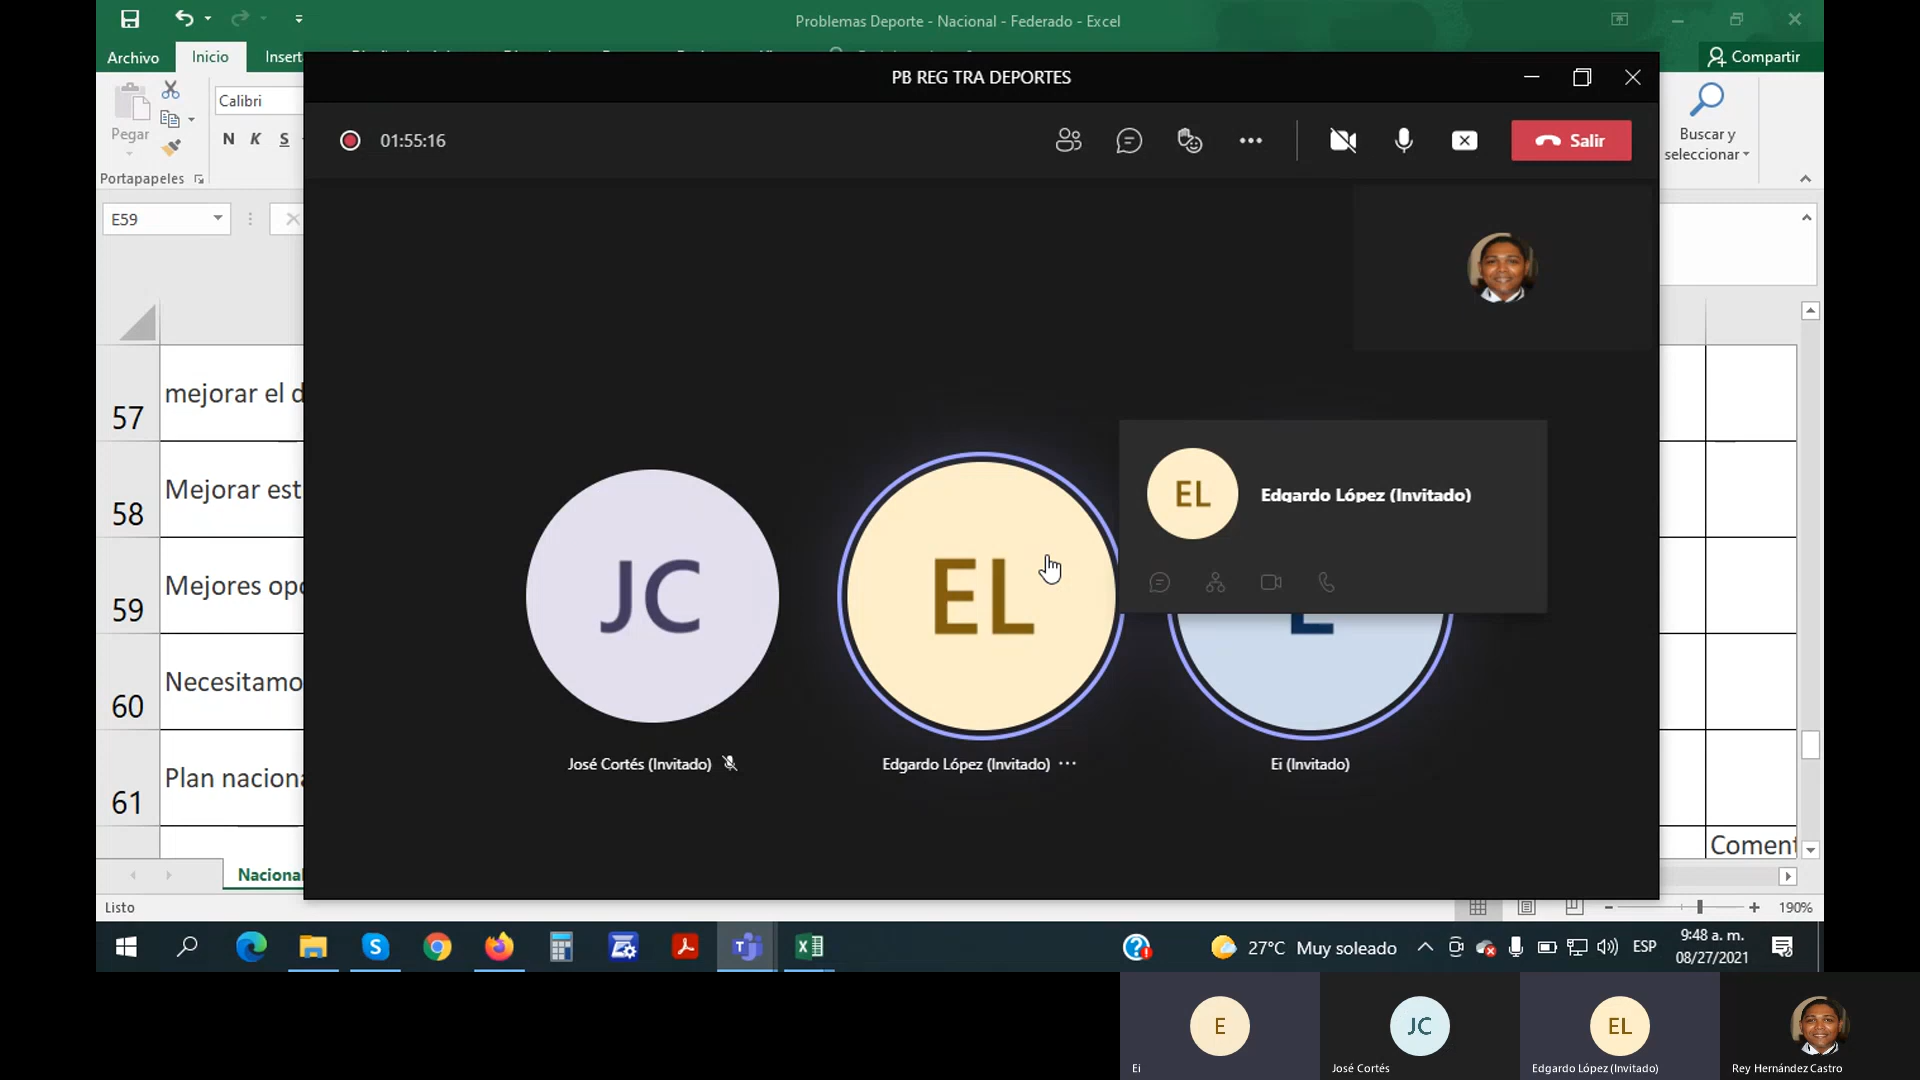 Problemas Deporte - Nacional - Federado - Excel
Archivo
Inicio
Insert
Compartir
PB REG TRA DEPORTES
Pegar
Calibri
N K S
Portapapeles
01:55:16
Salir
Buscar y
seleccionar
E59
57
mejorar el d
58
Mejorar est
59
Mejores opo
60
Necesitamo
61
Plan naciona
Coment
JC
EL
EL
Edgardo López (Invitado)
José Cortés (Invitado)
Edgardo López (Invitado)
Ei (Invitado)
Nacional
Listo
190%
27°C Muy soleado
ESP
9:48 a. m.
08/27/2021
E
JC
EL
Ei
José Cortés
Edgardo López (Invitado)
Rey Hernández Castro